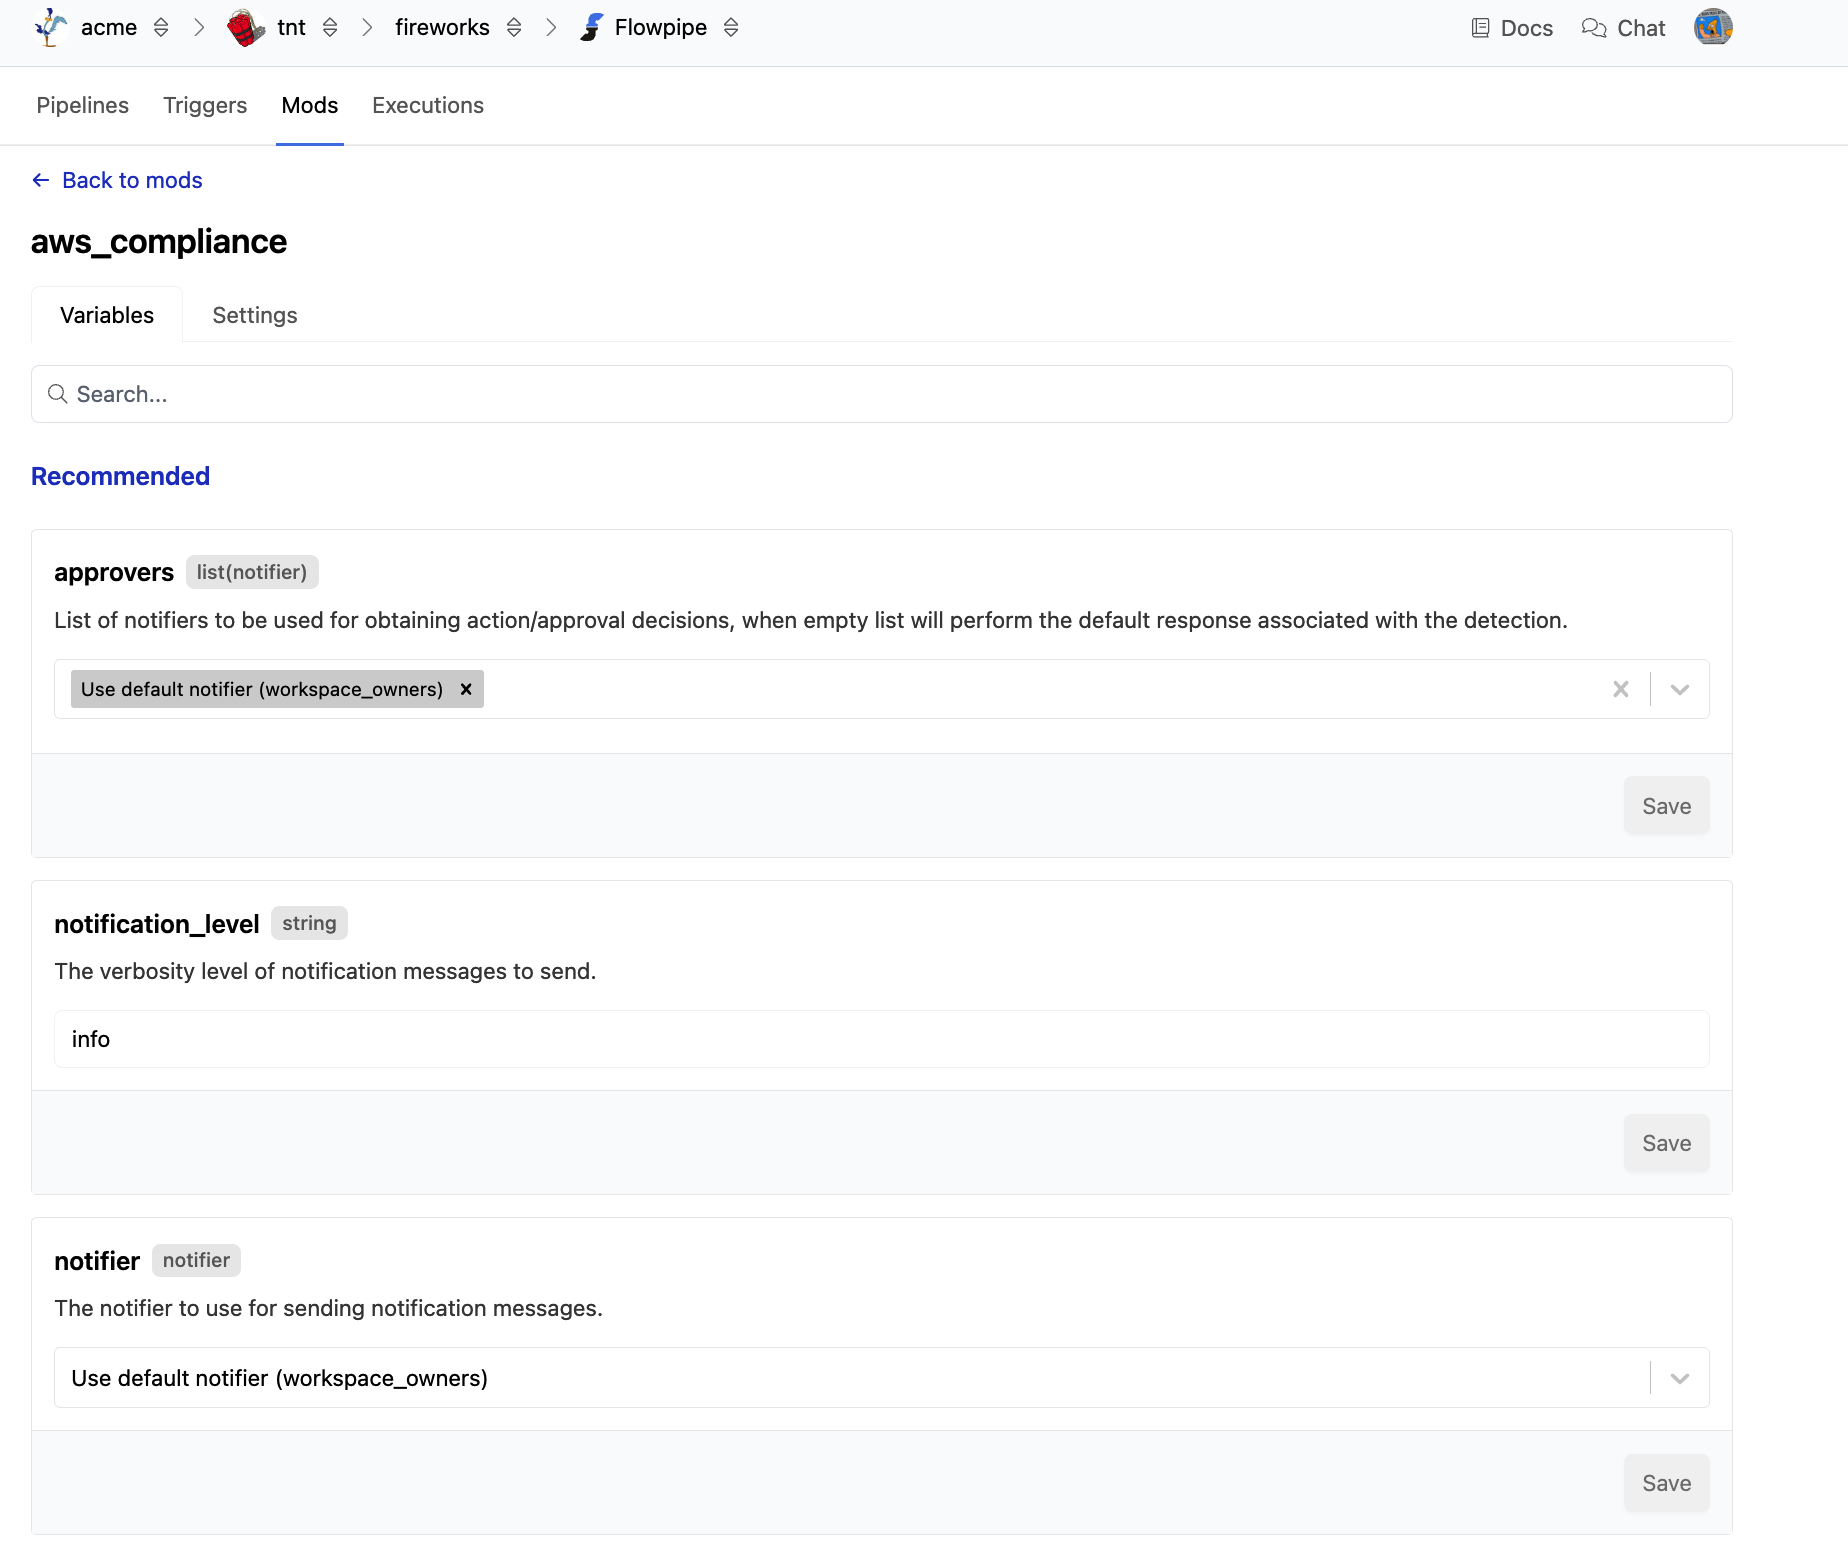 acme tnt fireworks Flowpipe Docs Chat
Pipelines Triggers Mods Executions
Back to mods
aws_compliance
Variables Settings
Search...
Recommended
approvers list(notifier)
List of notifiers to be used for obtaining action/approval decisions, when empty list will perform the default response associated with the detection.
Use default notifier (workspace_owners)
Save
notification_level string
The verbosity level of notification messages to send.
info
Save
notifier notifier
The notifier to use for sending notification messages.
Use default notifier (workspace_owners)
Save